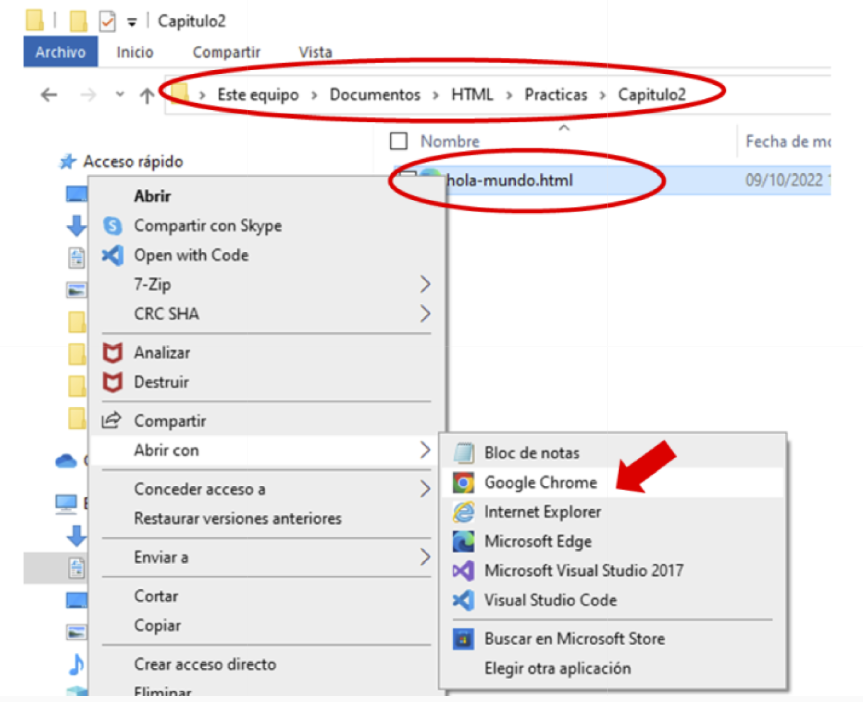 Capitulo2
Archivo Inicio Compartir Vista
Este equipo > Documentos > HTML > Practicas > Capitulo2
Nombre Fecha de
Acceso rápido
hola-mundo.html 09/10/2022
Abrir
Compartir con Skype
Open with Code
7-Zip
CRC SHA
Analizar
Destruir
Compartir
Abrir con
Conceder acceso a
Restaurar versiones anteriores
Enviar a
Cortar
Copiar
Crear acceso directo
Eliminar
Bloc de notas
Google Chrome
Internet Explorer
Microsoft Edge
Microsoft Visual Studio 2017
Visual Studio Code
Buscar en Microsoft Store
Elegir otra aplicación